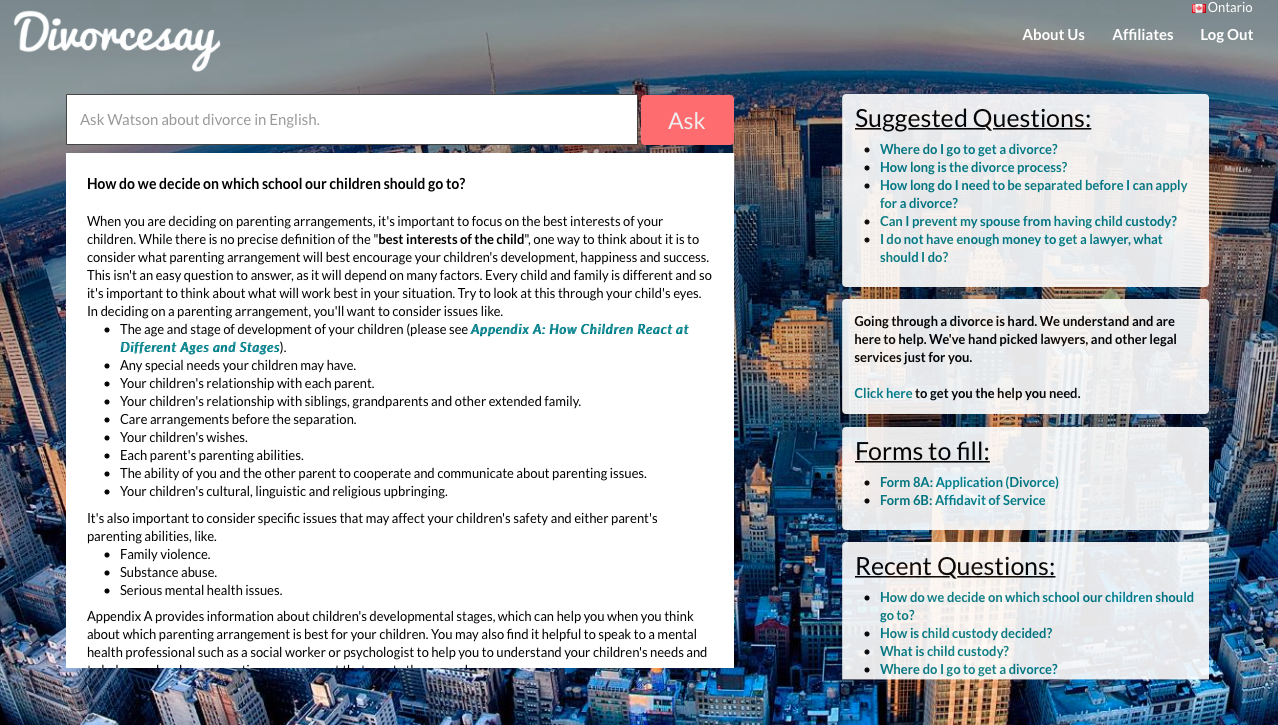 Divorcesay
Ontario
About Us Affiliates Log Out
Ask Watson about divorce in English.
Ask
How do we decide on which school our children should go to?
When you are deciding on parenting arrangements, it's important to focus on the best interests of your
children. While there is no precise definition of the "best interests of the child", one way to think about it is to
consider what parenting arrangement will best encourage your children's development, happiness and success.
This isn't an easy question to answer, as it will depend on many factors. Every child and family is different and so
it's important to think about what will work best in your situation. Try to look at this through your child's eyes.
In deciding on a parenting arrangement, you'll want to consider issues like.
• The age and stage of development of your children (please see Appendix A: How Children React at
Different Ages and Stages).
• Any special needs your children may have.
• Your children's relationship with each parent.
• Your children's relationship with siblings, grandparents and other extended family.
• Care arrangements before the separation.
• Your children's wishes.
• Each parent's parenting abilities.
• The ability of you and the other parent to cooperate and communicate about parenting issues.
• Your children's cultural, linguistic and religious upbringing.
It's also important to consider specific issues that may affect your children's safety and either parent's
parenting abilities, like.
• Family violence.
• Substance abuse.
• Serious mental health issues.
Appendix A provides information about children's developmental stages, which can help you when you think
about which parenting arrangement is best for your children. You may also find it helpful to speak to a mental
health professional such as a social worker or psychologist to help you to understand your children's needs and
Suggested Questions:
• Where do I go to get a divorce?
• How long is the divorce process?
• How long do I need to be separated before I can apply
for a divorce?
• Can I prevent my spouse from having child custody?
• I do not have enough money to get a lawyer, what
should I do?
MetLife
Going through a divorce is hard. We understand and are
here to help. We've hand picked lawyers, and other legal
services just for you.
Click here to get you the help you need.
Forms to fill:
• Form 8A: Application (Divorce)
• Form 6B: Affidavit of Service
Recent Questions:
• How do we decide on which school our children should
go to?
• How is child custody decided?
• What is child custody?
• Where do I go to get a divorce?